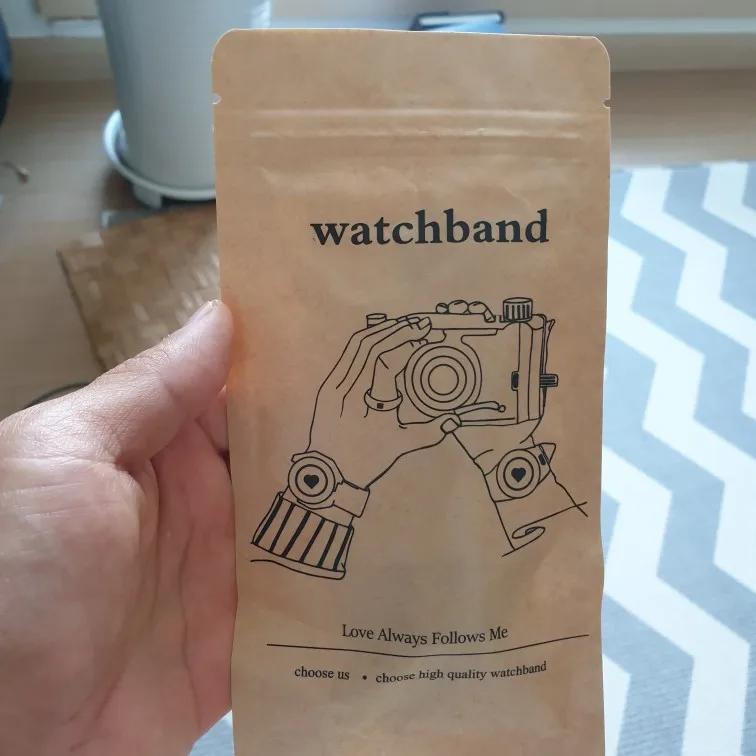 watchband
Love Always Follows Me
choose us • choose high quality watchband